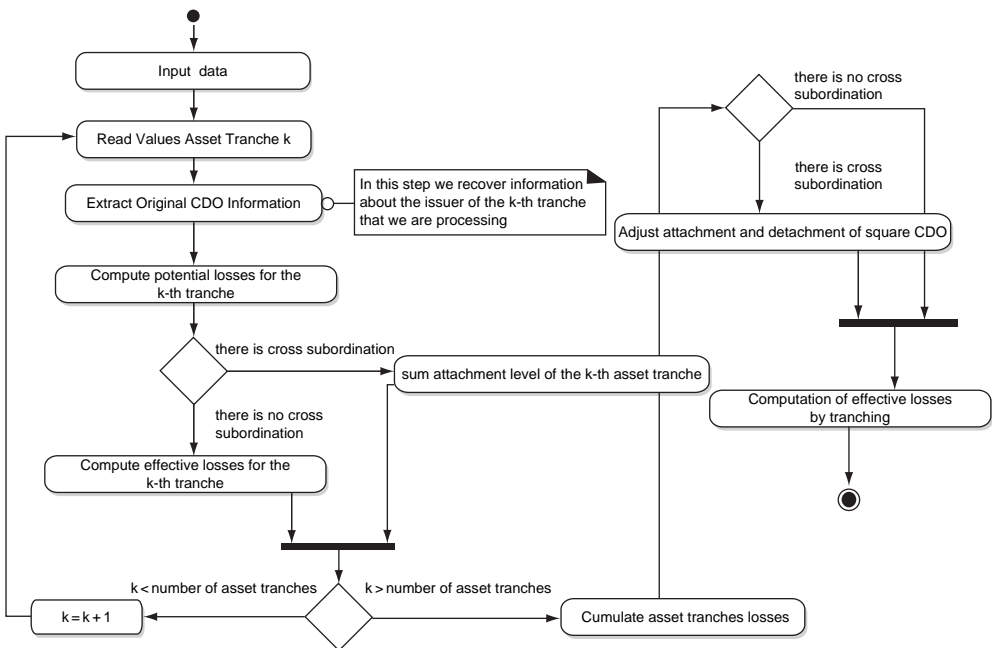 Input data
Read Values Asset Tranche k
Extract Original CDO Information
In this step we recover information
about the issuer of the k-th tranche
that we are processing
Compute potential losses for the
k-th tranche
there is cross subordination
sum attachment level of the k-th asset tranche
there is no cross
subordination
Compute effective losses for the
k-th tranche
k < number of asset tranches
k > number of asset tranches
k = k + 1
Cumulate asset tranches losses
there is no cross
subordination
there is cross
subordination
Adjust attachment and detachment of square CDO
Computation of effective losses
by tranching